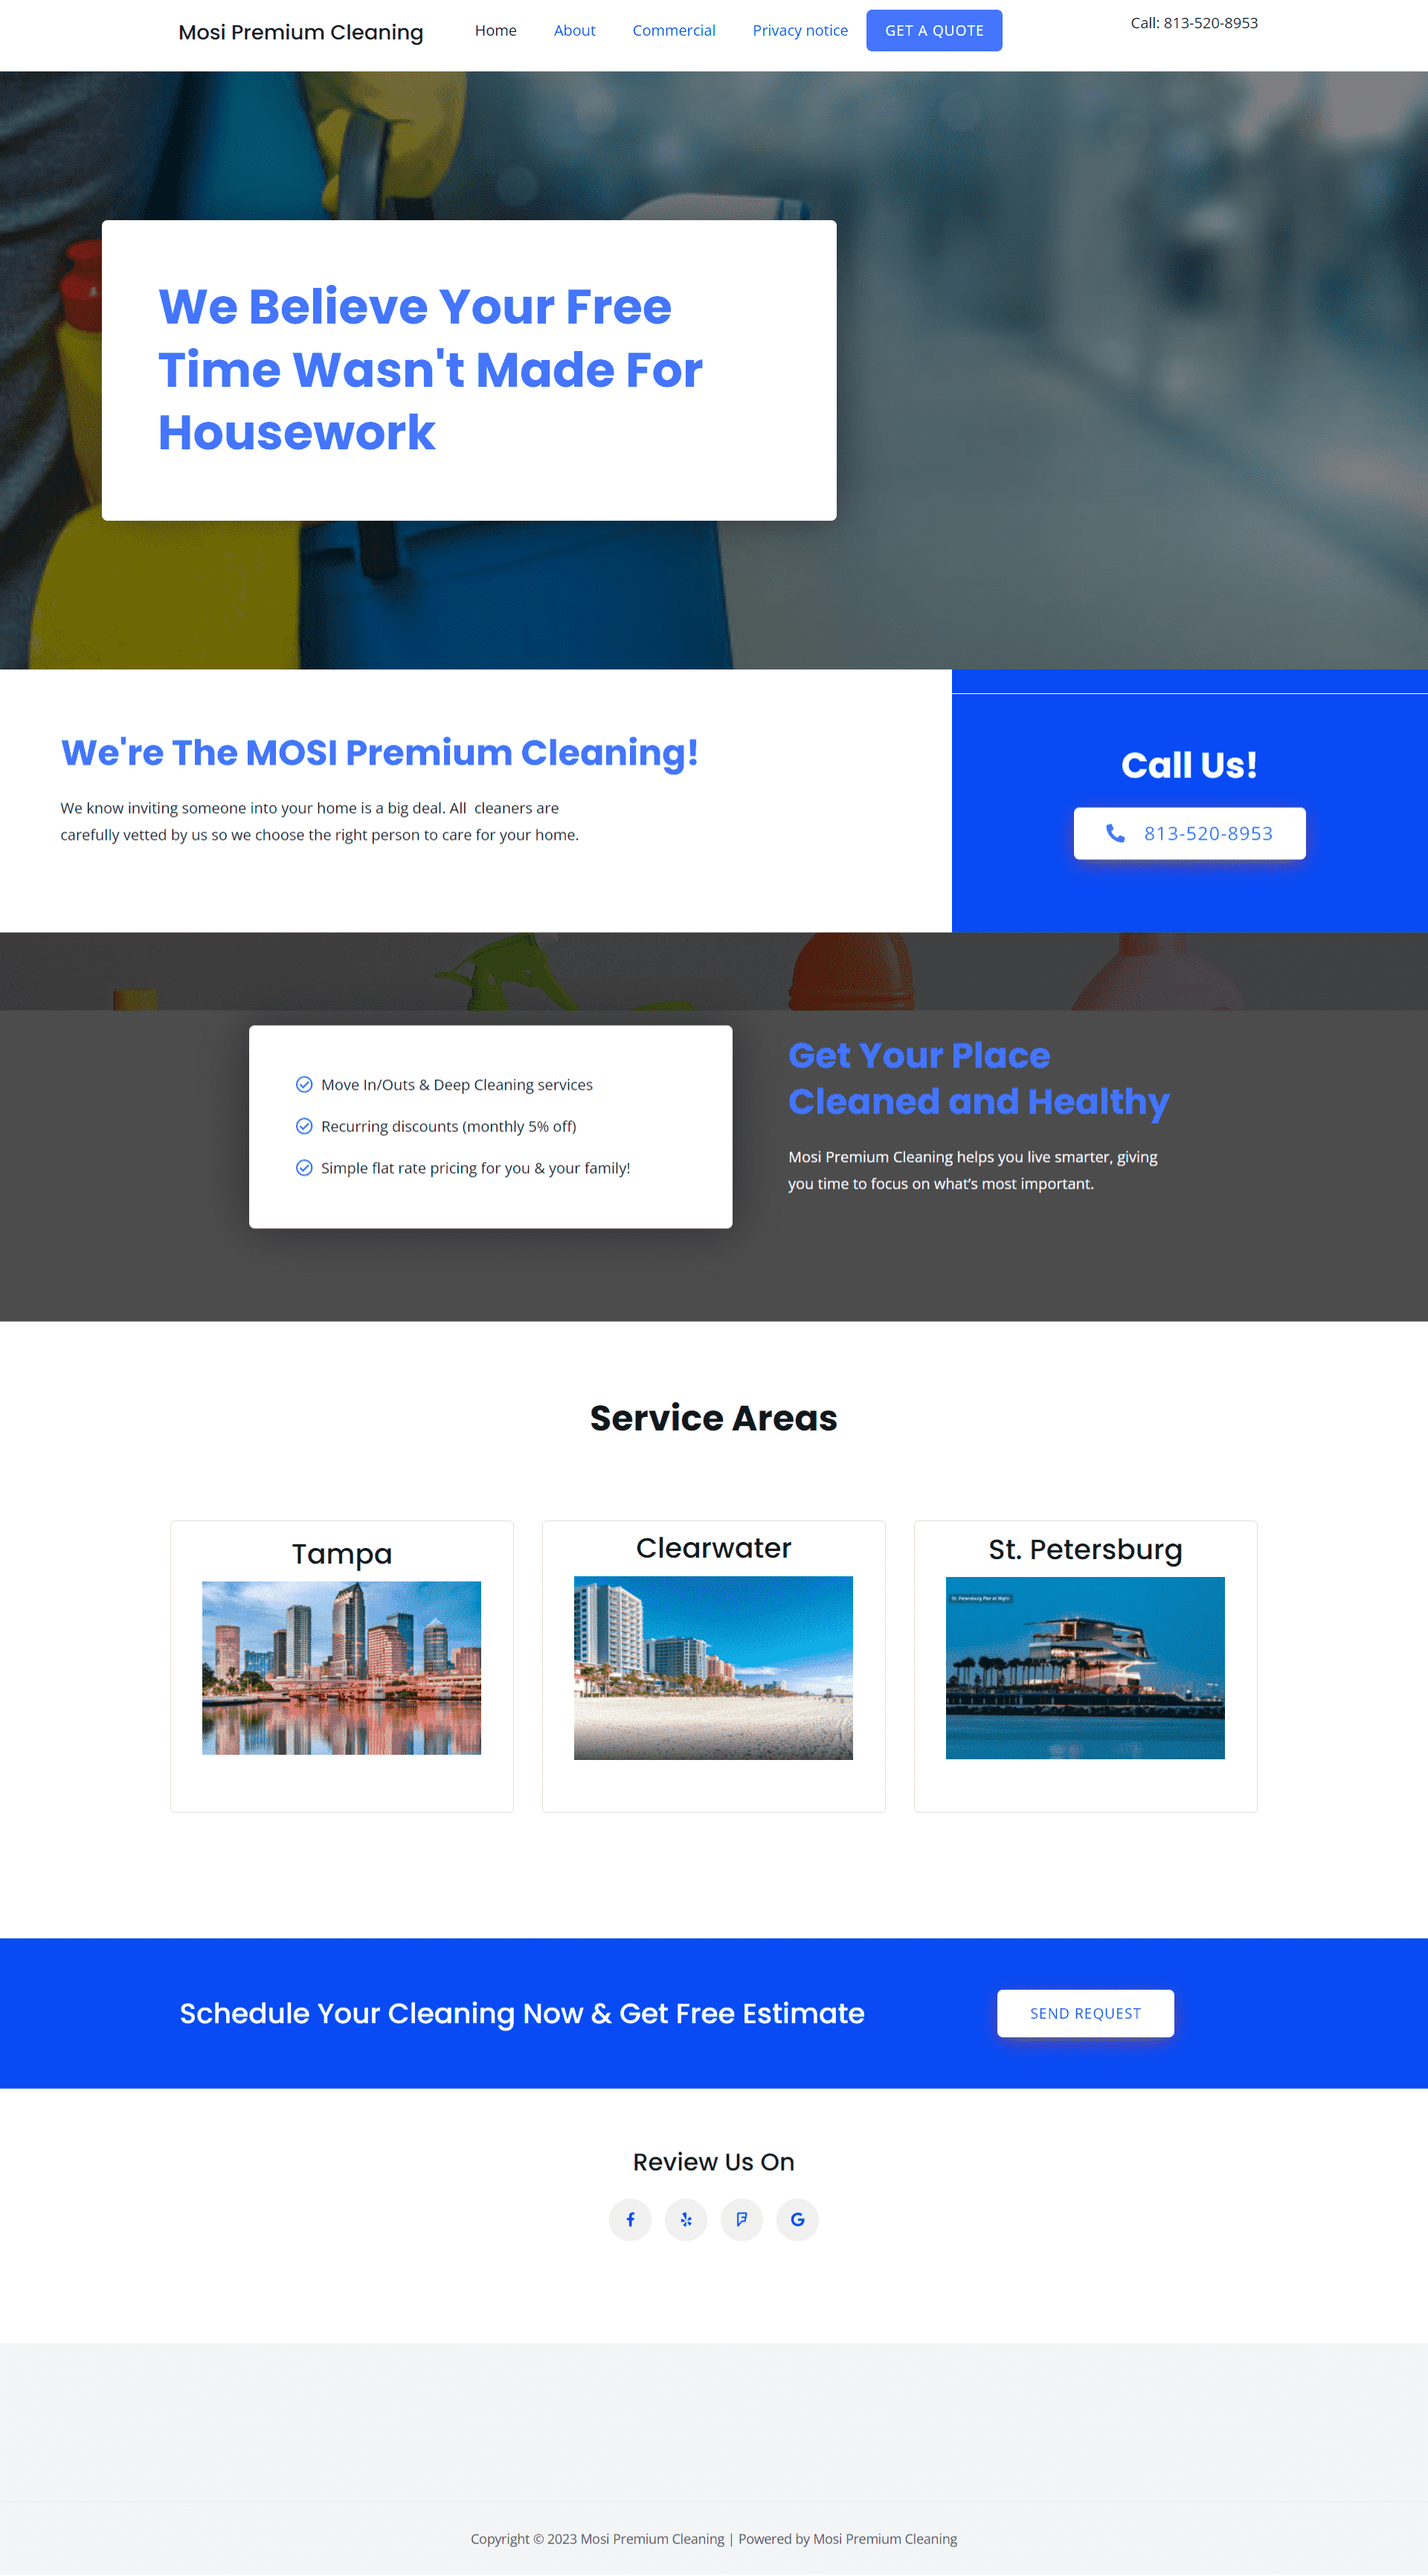 Mosi Premium Cleaning
Home
About
Commercial
Privacy notice
GET A QUOTE
Call: 813-520-8953
We Believe Your Free
Time Wasn't Made For
Housework
We're The MOSI Premium Cleaning!
We know inviting someone into your home is a big deal. All  cleaners are
carefully vetted by us so we choose the right person to care for your home.
Call Us!
813-520-8953
Move In/Outs & Deep Cleaning services
Recurring discounts (monthly 5% off)
Simple flat rate pricing for you & your family!
Get Your Place
Cleaned and Healthy
Mosi Premium Cleaning helps you live smarter, giving
you time to focus on what’s most important.
Service Areas
Tampa
Clearwater
St. Petersburg
St. Petersburg Pier at Night
Schedule Your Cleaning Now & Get Free Estimate
SEND REQUEST
Review Us On
Copyright © 2023 Mosi Premium Cleaning | Powered by Mosi Premium Cleaning